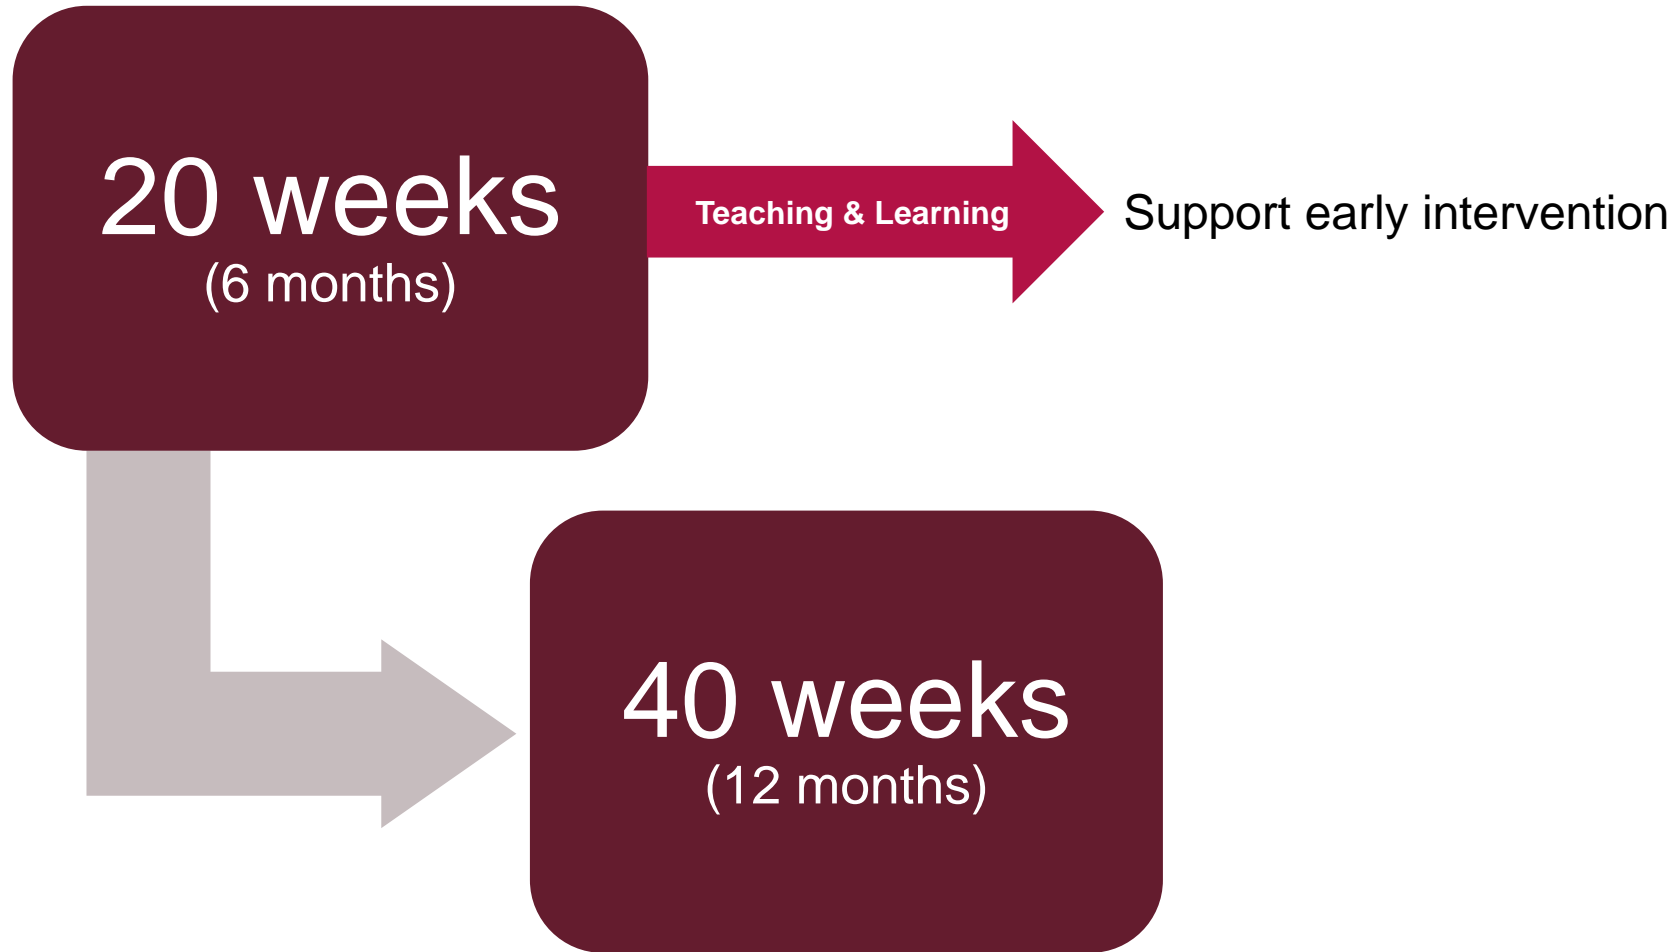 20 weeks
(6 months)
Teaching & Learning
Support early intervention
40 weeks
(12 months)